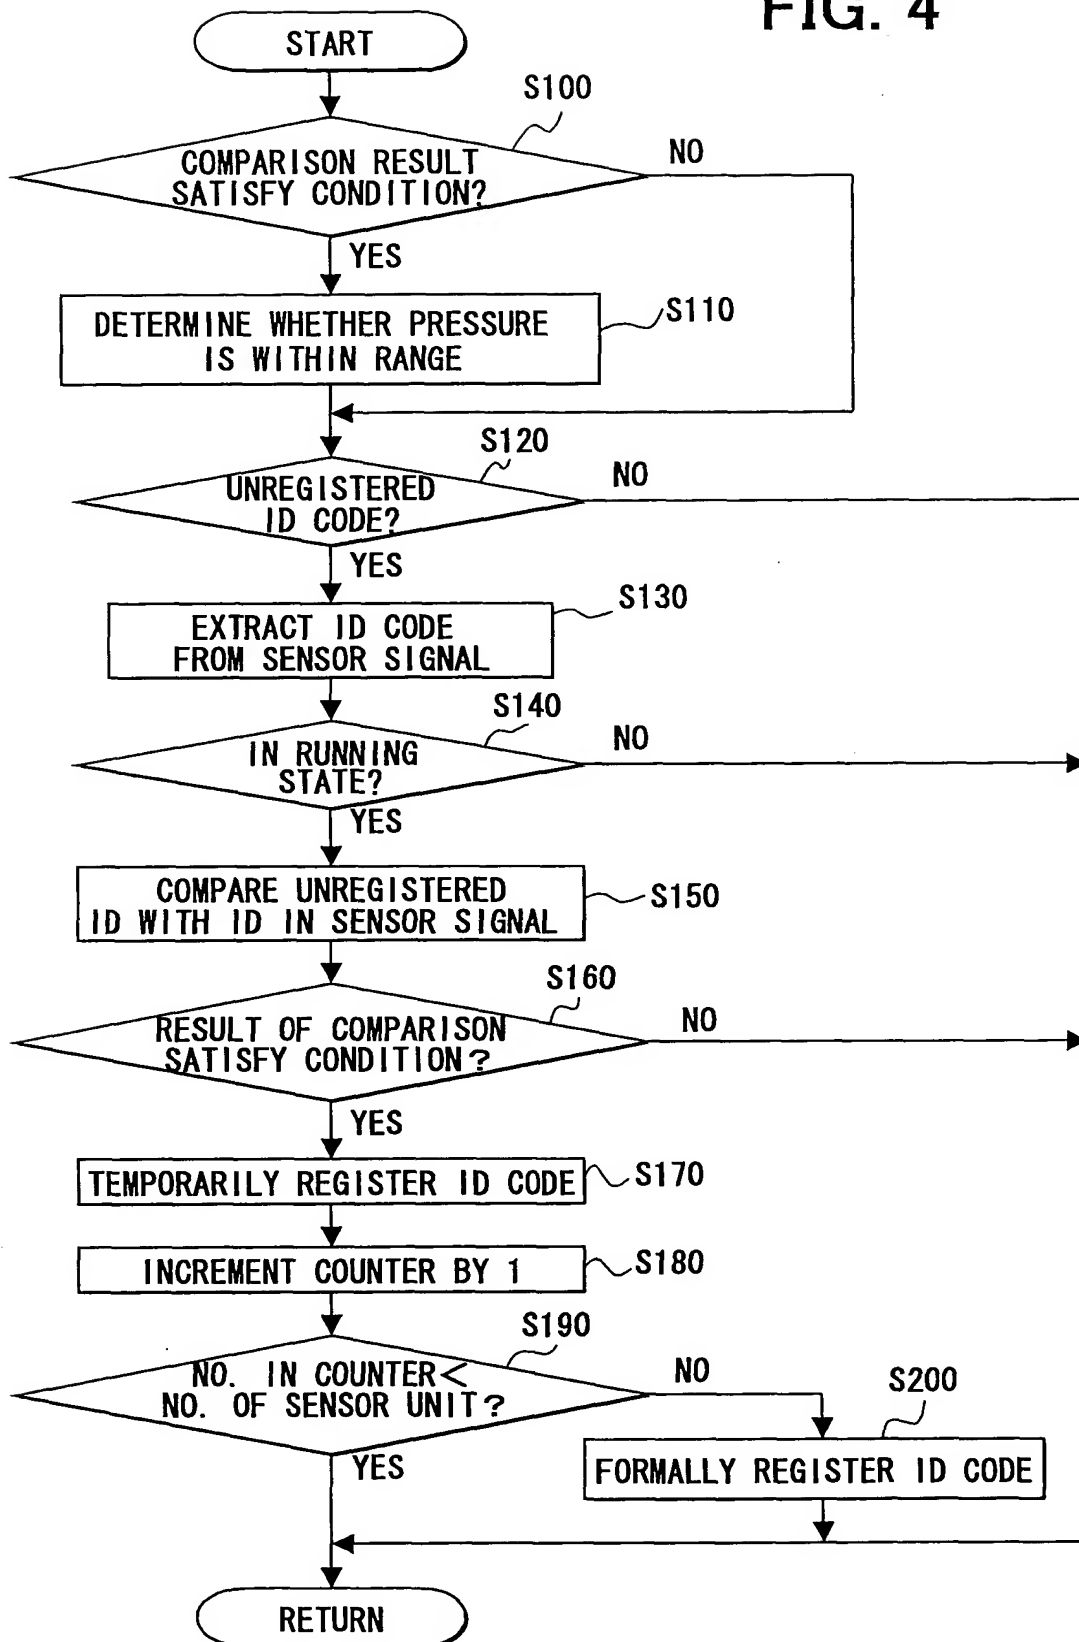 FIG. 4
START
S100
COMPARISON RESULT
SATISFY CONDITION?
NO
YES
DETERMINE WHETHER PRESSURE
IS WITHIN RANGE
S110
S120
UNREGISTERED
ID CODE?
NO
YES
S130
EXTRACT ID CODE
FROM SENSOR SIGNAL
S140
IN RUNNING
STATE?
NO
YES
COMPARE UNREGISTERED
ID WITH ID IN SENSOR SIGNAL
S150
S160
RESULT OF COMPARISON
SATISFY CONDITION?
NO
YES
TEMPORARILY REGISTER ID CODE
S170
INCREMENT COUNTER BY 1
S180
S190
NO. IN COUNTER<
NO. OF SENSOR UNIT?
NO
YES
S200
FORMALLY REGISTER ID CODE
RETURN